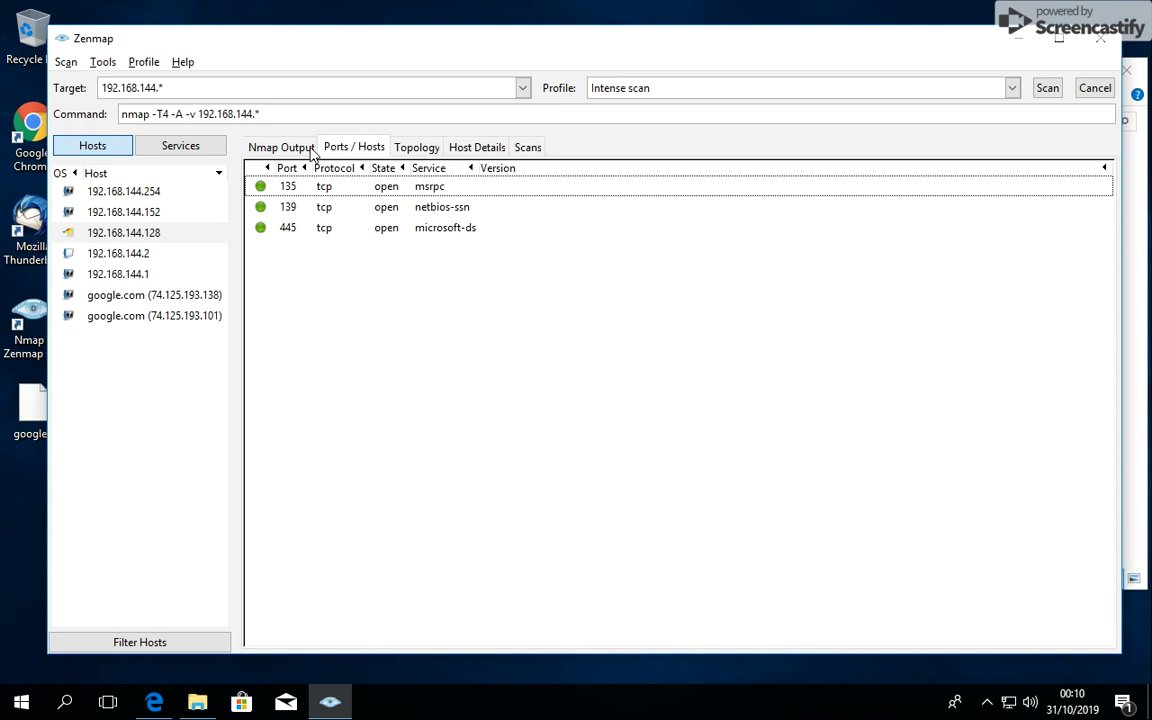 powered by
Screencastify
Recycle
Zenmap
Scan Tools Profile Help
Target: 192.168.144.* Profile: Intense scan Scan Cancel
Command: nmap -T4 -A -v 192.168.144.*
Hosts Services
Nmap Output Ports / Hosts Topology Host Details Scans
OS Host
Port Protocol State Service Version
192.168.144.254
192.168.144.152
192.168.144.128
192.168.144.2
192.168.144.1
google.com (74.125.193.138)
google.com (74.125.193.101)
135 tcp open msrpc
139 tcp open netbios-ssn
445 tcp open microsoft-ds
Filter Hosts
Google
Chrom
Mozill
Thunderb
Nmap
Zenmap
google
00:10
31/10/2019
1